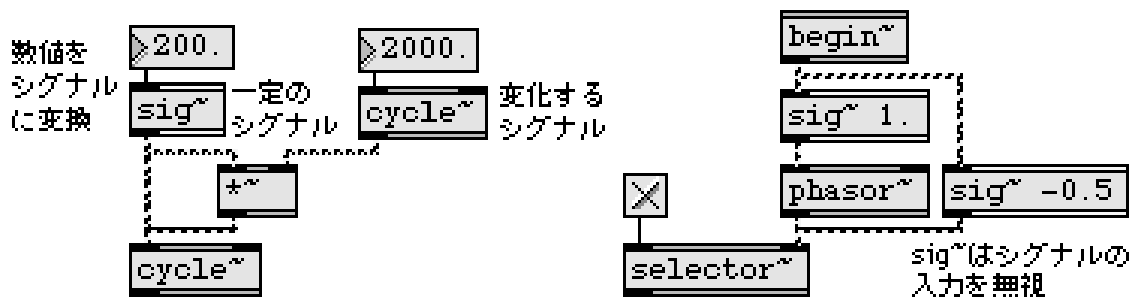 数値を
シグナル
に変換
200.
sig~
一定の
シグナル
2000.
cycle~
変化する
シグナル
*~
cycle~
begin~
sig~ 1.
phasor~
sig~ -0.5
selector~
sig~はシグナルの
入力を無視